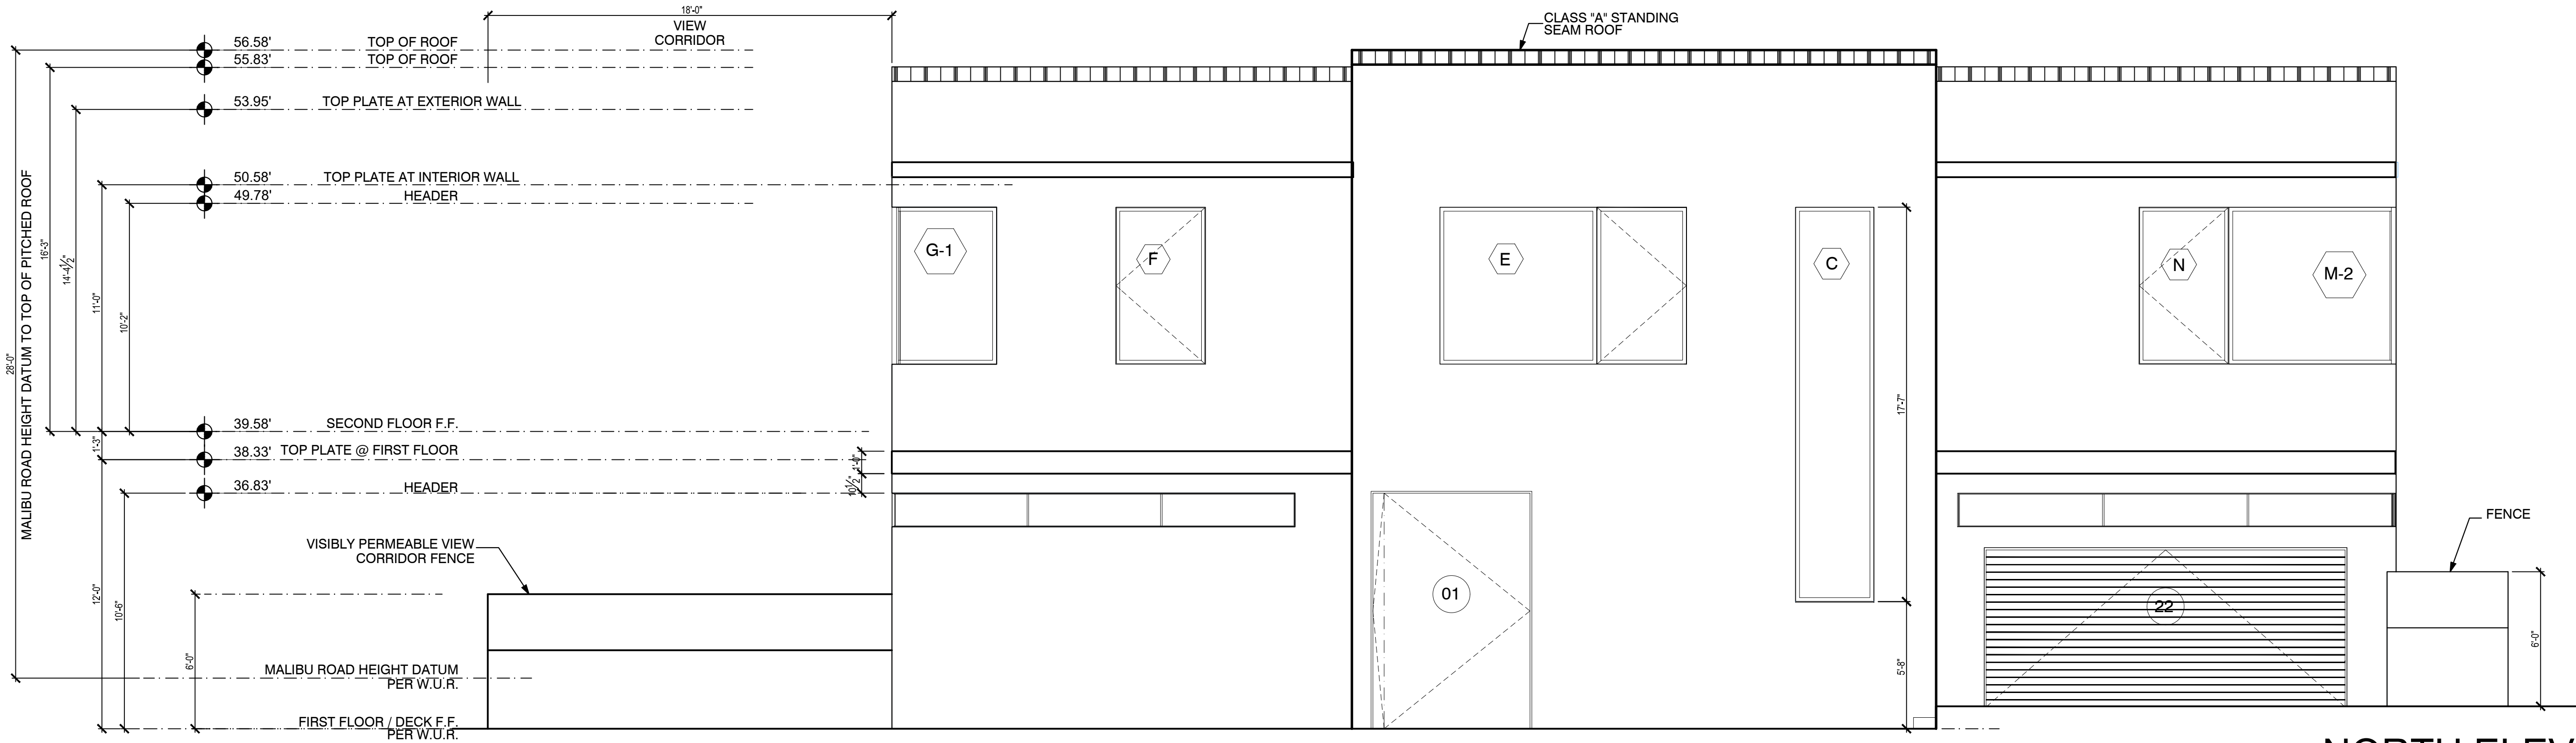 18'-0"
VIEW
CORRIDOR
CLASS "A" STANDING
SEAM ROOF
56.58' TOP OF ROOF
55.83' TOP OF ROOF
53.95' TOP PLATE AT EXTERIOR WALL
50.58' TOP PLATE AT INTERIOR WALL
49.78' HEADER
MALIBU ROAD HEIGHT DATUM TO TOP OF PITCHED ROOF
28'-0"
16'-3"
14'-4½"
11'-0"
10'-2"
G-1
F
E
C
N
M-2
39.58' SECOND FLOOR F.F.
1'-3"
38.33' TOP PLATE @ FIRST FLOOR
36.83' HEADER
1'-0"
10½"
17'-7"
FENCE
VISIBLY PERMEABLE VIEW
CORRIDOR FENCE
12'-0"
10'-6"
6'-0"
01
22
5'-8"
6'-0"
MALIBU ROAD HEIGHT DATUM
PER W.U.R.
FIRST FLOOR / DECK F.F.
PER W.U.R.